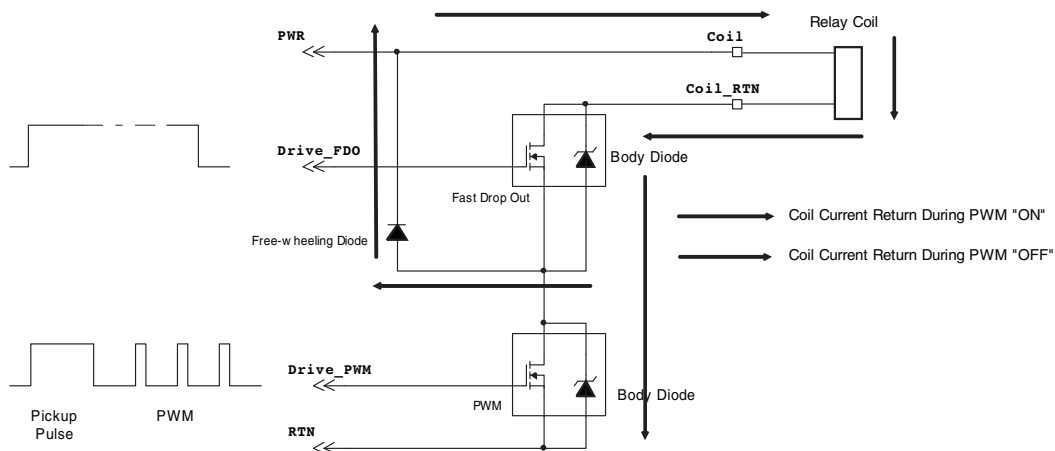 Relay Coil
PWR
Coil
Coil_RTN
Drive_FDO
Body Diode
Fast Drop Out
Coil Current Return During PWM "ON"
Free-w heeling Diode
Coil Current Return During PWM "OFF"
Drive_PWM
Body Diode
PWM
Pickup
Pulse
PWM
RTN